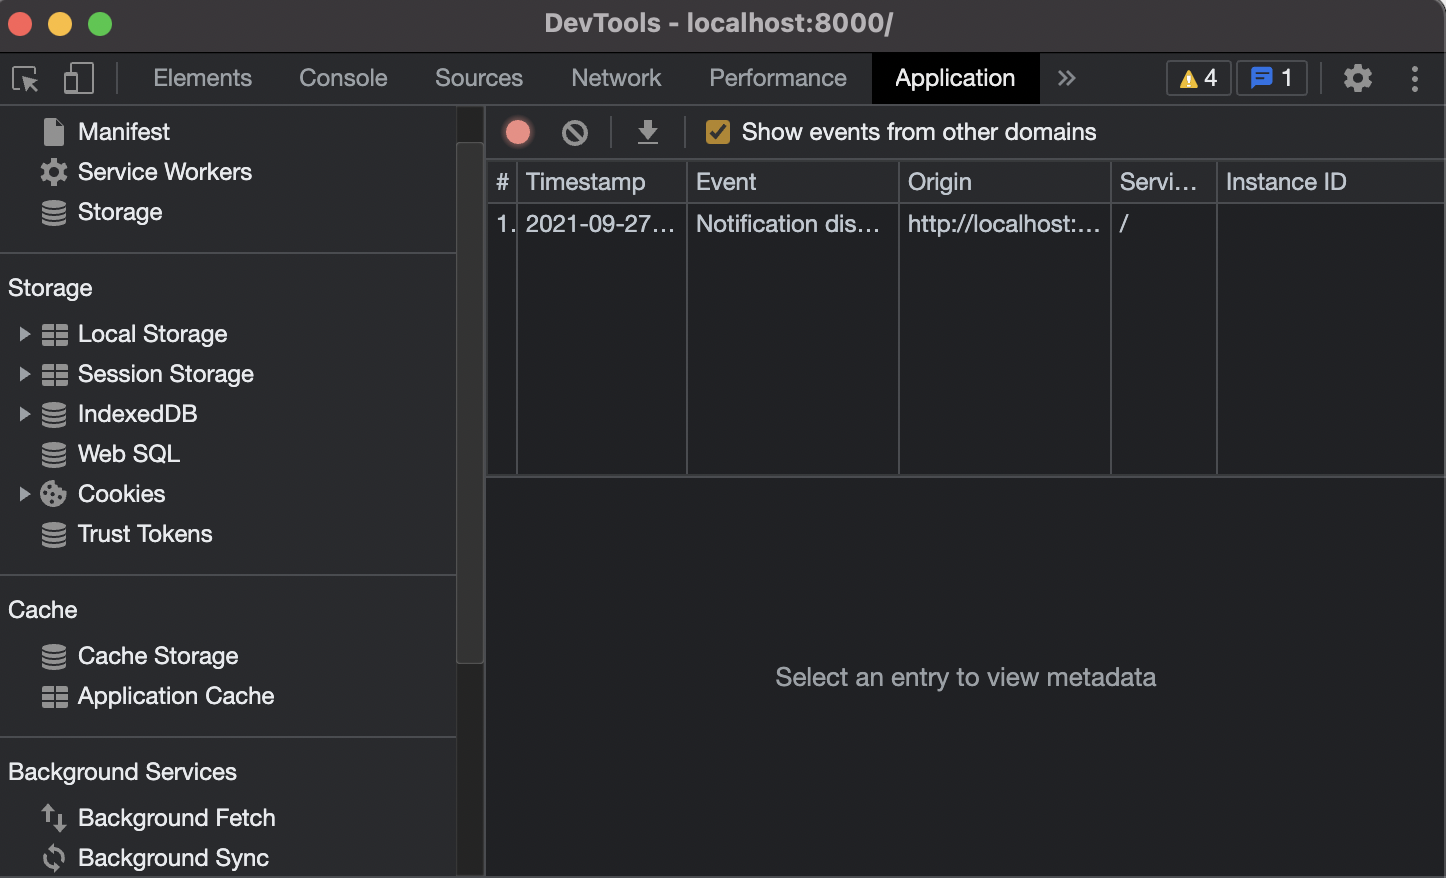 DevTools - localhost:8000/
Elements Console Sources Network Performance Application 4 1
Manifest
Service Workers
Storage
Storage
Local Storage
Session Storage
IndexedDB
Web SQL
Cookies
Trust Tokens
Cache
Cache Storage
Application Cache
Background Services
Background Fetch
Background Sync
Show events from other domains
# Timestamp Event Origin Servi... Instance ID
1. 2021-09-27... Notification dis... http://localhost:... /
Select an entry to view metadata